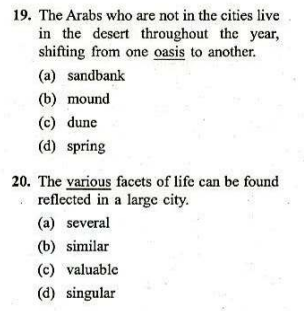 19. The Arabs who are not in the cities live
in the desert throughout the year,
shifting from one oasis to another.
(a) sandbank
(b) mound
(c) dune
(d) spring
20. The various facets of life can be found
reflected in a large city.
(a) several
(b) similar
(c) valuable
(d) singular